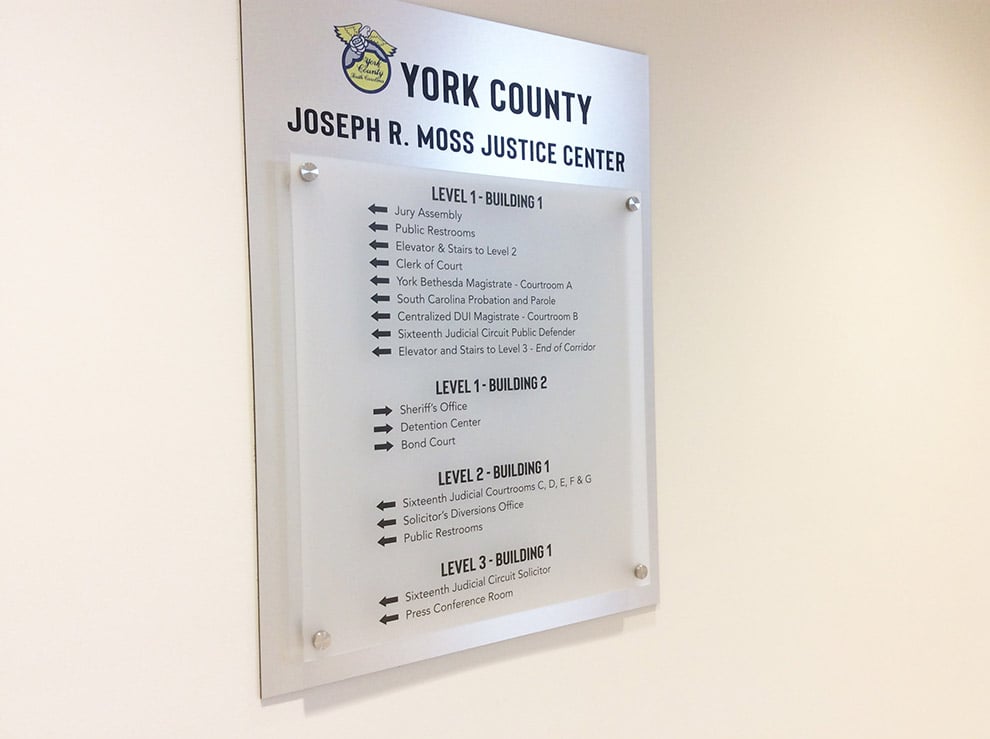 York
County
South Carolina
YORK COUNTY
JOSEPH R. MOSS JUSTICE CENTER
LEVEL 1 - BUILDING 1
Jury Assembly
Public Restrooms
Elevator & Stairs to Level 2
Clerk of Court
York Bethesda Magistrate - Courtroom A
South Carolina Probation and Parole
Centralized DUI Magistrate - Courtroom B
Sixteenth Judicial Circuit Public Defender
Elevator and Stairs to Level 3 - End of Corridor
LEVEL 1 - BUILDING 2
Sheriff's Office
Detention Center
Bond Court
LEVEL 2 - BUILDING 1
Sixteenth Judicial Courtrooms C, D, E, F & G
Solicitor's Diversions Office
Public Restrooms
LEVEL 3 - BUILDING 1
Sixteenth Judicial Circuit Solicitor
Press Conference Room